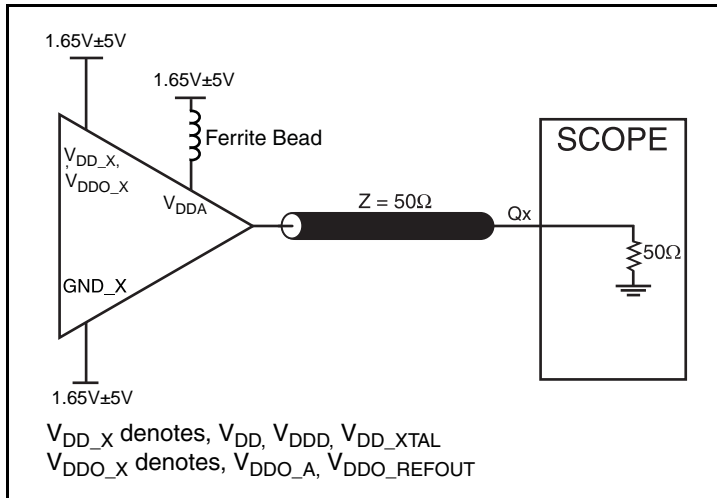 1.65V±5V
1.65V±5V
Ferrite Bead
SCOPE
,VDD_X,
VDDO_X
VDDA
Z = 50Ω
Qx
50Ω
GND_X
1.65V±5V
VDD_X denotes, VDD, VDDD, VDD_XTAL
VDDO_X denotes, VDDO_A, VDDO_REFOUT